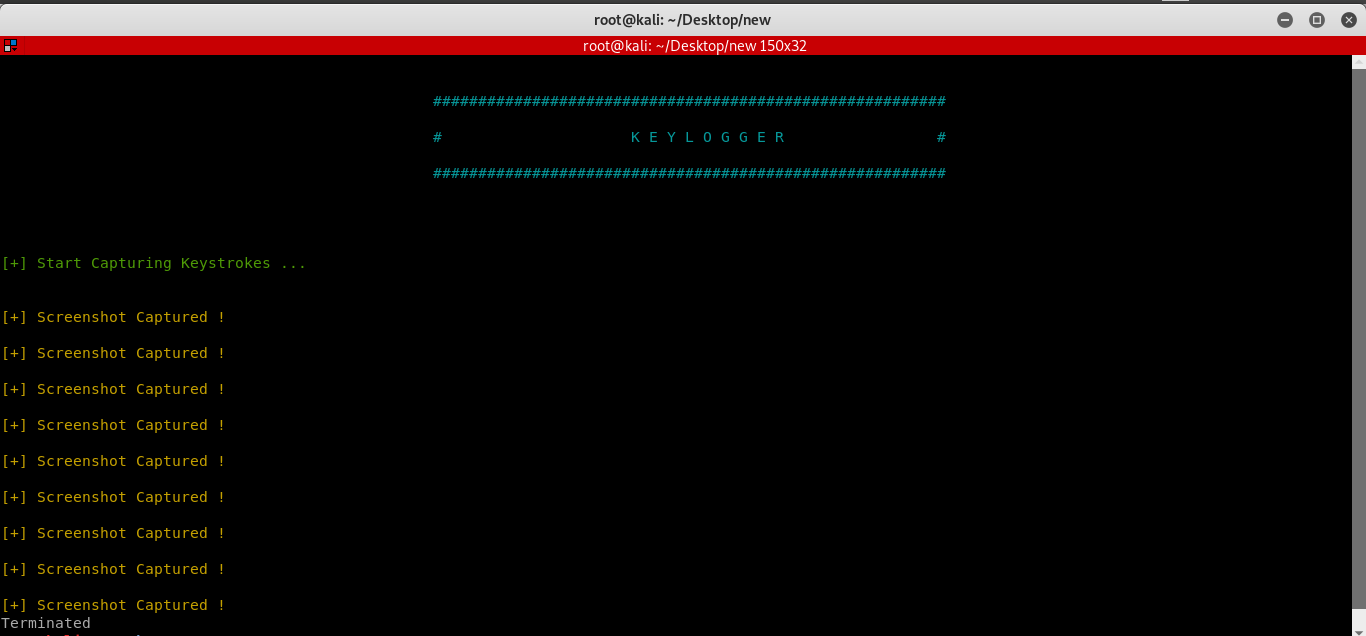 root@kali: ~/Desktop/new
root@kali: ~/Desktop/new 150x32
#########################################################
# K E Y L O G G E R #
#########################################################
[+] Start Capturing Keystrokes ...
[+] Screenshot Captured !
[+] Screenshot Captured !
[+] Screenshot Captured !
[+] Screenshot Captured !
[+] Screenshot Captured !
[+] Screenshot Captured !
[+] Screenshot Captured !
[+] Screenshot Captured !
[+] Screenshot Captured !
Terminated